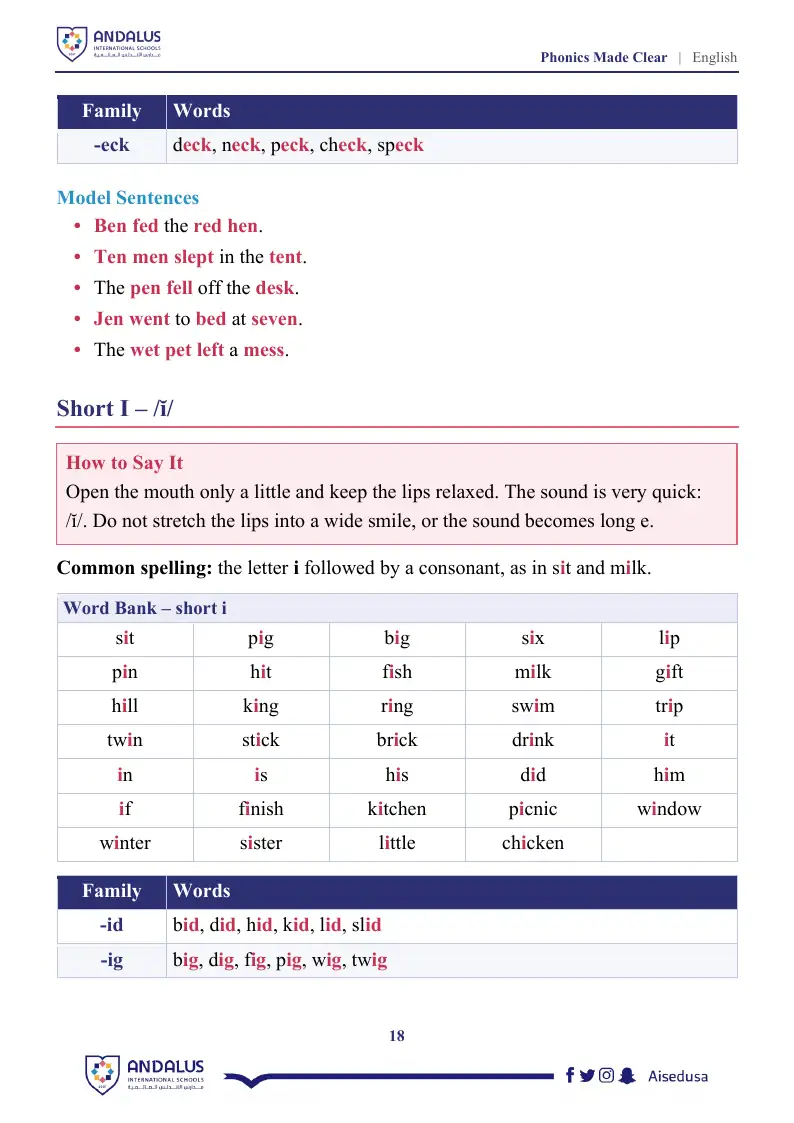 ANDALUS
INTERNATIONAL SCHOOLS
مدارس الأندلس العالمية
Phonics Made Clear | English
Family Words
-eck deck, neck, peck, check, speck
Model Sentences
• Ben fed the red hen.
• Ten men slept in the tent.
• The pen fell off the desk.
• Jen went to bed at seven.
• The wet pet left a mess.
Short I – /ĭ/
How to Say It
Open the mouth only a little and keep the lips relaxed. The sound is very quick:
/ĭ/. Do not stretch the lips into a wide smile, or the sound becomes long e.
Common spelling: the letter i followed by a consonant, as in sit and milk.
Word Bank – short i
sit pig big six lip
pin hit fish milk gift
hill king ring swim trip
twin stick brick drink it
in is his did him
if finish kitchen picnic window
winter sister little chicken
Family Words
-id bid, did, hid, kid, lid, slid
-ig big, dig, fig, pig, wig, twig
18
ANDALUS
INTERNATIONAL SCHOOLS
مدارس الأندلس العالمية
Aisedusa